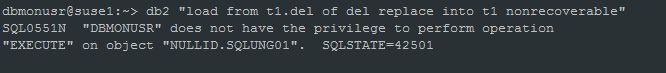 dbmonusr@suse1:~> db2 "load from t1.del of del replace into t1 nonrecoverable"
SQL0551N  "DBMONUSR" does not have the privilege to perform operation
"EXECUTE" on object "NULLID.SQLUNG01".  SQLSTATE=42501